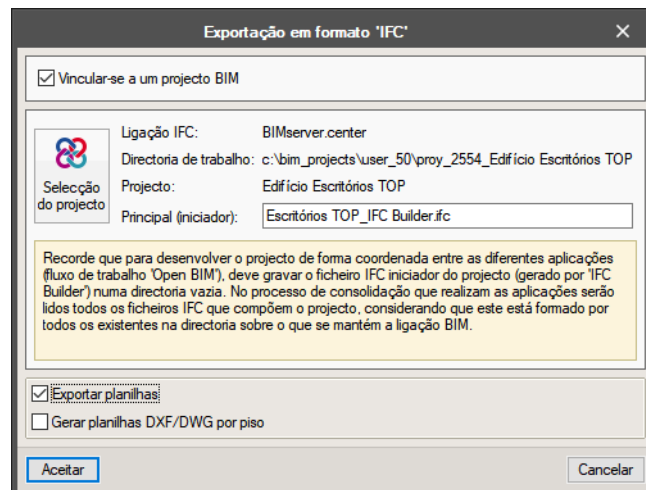 Exportação em formato 'IFC'
Vincular-se a um projecto BIM
Ligação IFC: BIMserver.center
Directoria de trabalho: c:\bim_projects\user_50\proy_2554_Edifício Escritórios TOP
Selecção do projecto
Projecto: Edifício Escritórios TOP
Principal (iniciador): Escritórios TOP_IFC Builder.ifc
Recorde que para desenvolver o projecto de forma coordenada entre as diferentes aplicações
(fluxo de trabalho 'Open BIM'), deve gravar o ficheiro IFC iniciador do projecto (gerado por 'IFC
Builder') numa directoria vazia. No processo de consolidação que realizam as aplicações serão
lidos todos os ficheiros IFC que compõem o projecto, considerando que este está formado por
todos os existentes na directoria sobre o que se mantém a ligação BIM.
Exportar planilhas
Gerar planilhas DXF/DWG por piso
Aceitar Cancelar